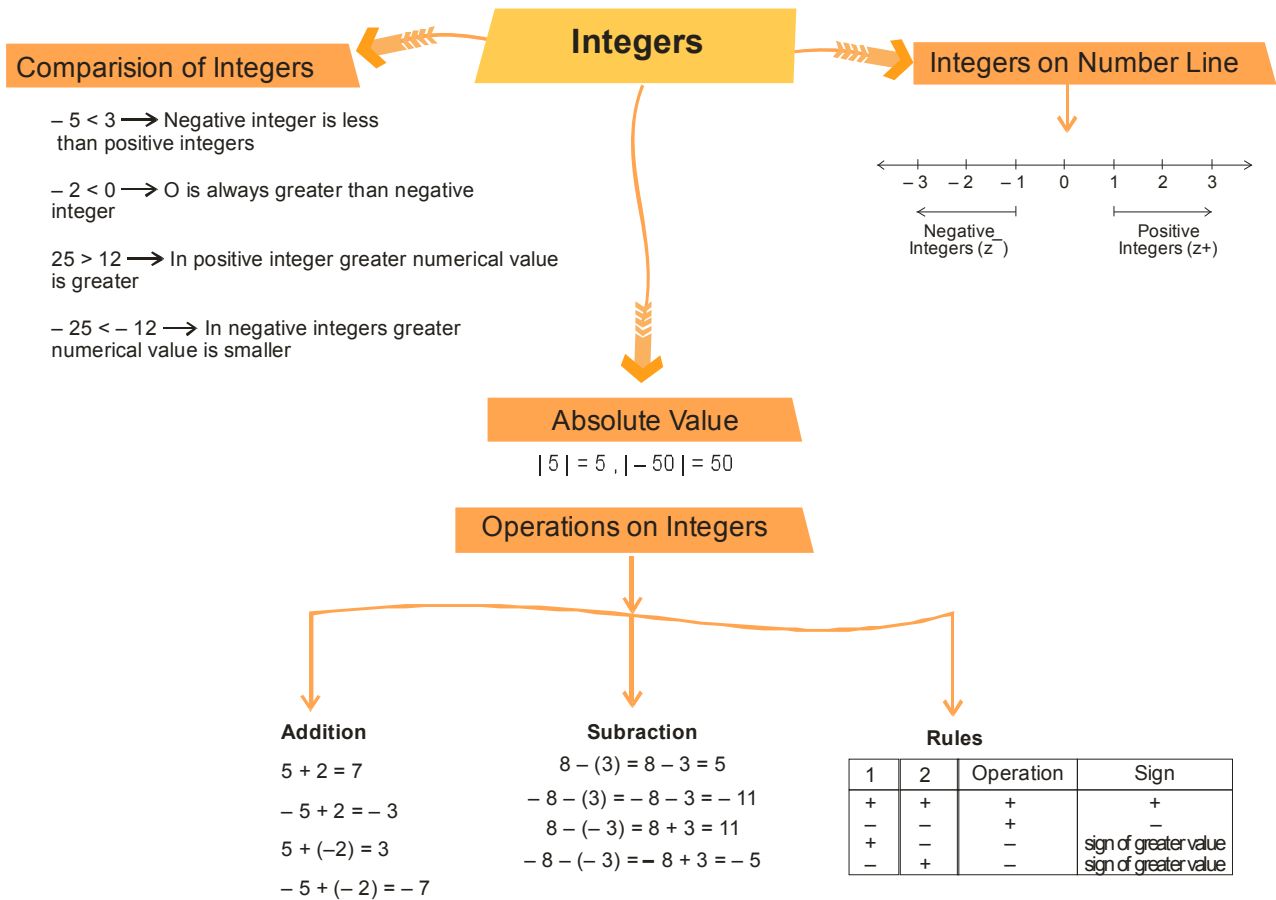 Integers
Comparision of Integers
– 5 < 3 ⟶ Negative integer is less
than positive integers
– 2 < 0 ⟶ O is always greater than negative
integer
25 > 12 ⟶ In positive integer greater numerical value
is greater
– 25 < – 12 ⟶ In negative integers greater
numerical value is smaller
Integers on Number Line
– 3 – 2 – 1 0 1 2 3
Negative
Integers (z¯)
Positive
Integers (z+)
Absolute Value
| 5 | = 5 , | – 50 | = 50
Operations on Integers
Addition
5 + 2 = 7
– 5 + 2 = – 3
5 + (–2) = 3
– 5 + (– 2) = – 7
Subraction
8 – (3) = 8 – 3 = 5
– 8 – (3) = – 8 – 3 = – 11
8 – (– 3) = 8 + 3 = 11
– 8 – (– 3) = – 8 + 3 = – 5
Rules
1 2 Operation Sign
+ + + +
– – + –
+ – – sign of greater value
– + – sign of greater value